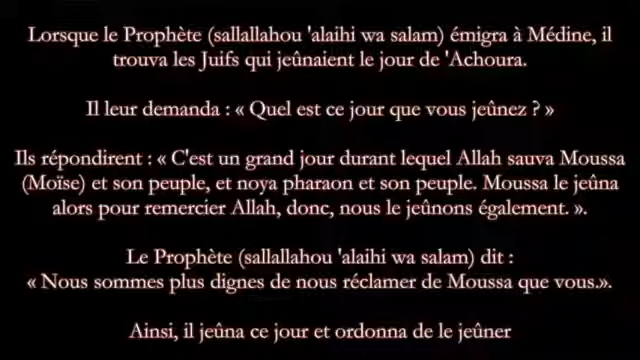 Lorsque le Prophète (sallallahou 'alaihi wa salam) émigra à Médine, il
trouva les Juifs qui jeûnaient le jour de 'Achoura.
Il leur demanda : « Quel est ce jour que vous jeûnez ? »
Ils répondirent : « C'est un grand jour durant lequel Allah sauva Moussa
(Moïse) et son peuple, et noya pharaon et son peuple. Moussa le jeûna
alors pour remercier Allah, donc, nous le jeûnons également. ».
Le Prophète (sallallahou 'alaihi wa salam) dit :
« Nous sommes plus dignes de nous réclamer de Moussa que vous.».
Ainsi, il jeûna ce jour et ordonna de le jeûner